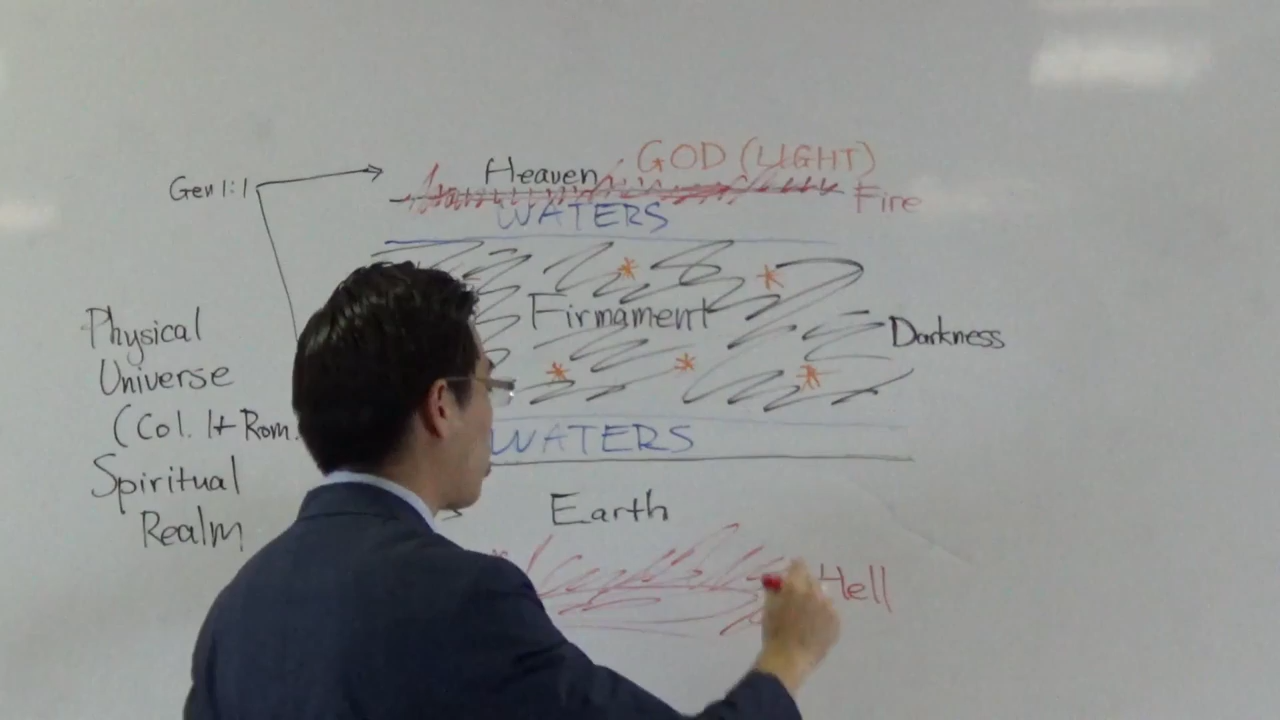 GOD (LIGHT)
Heaven
Gen 1:1
Fire
WATERS
Firmament
Physical
Universe
Darkness
(Col. 1 + Rom.
WATERS
Spiritual
Realm
Earth
Hell